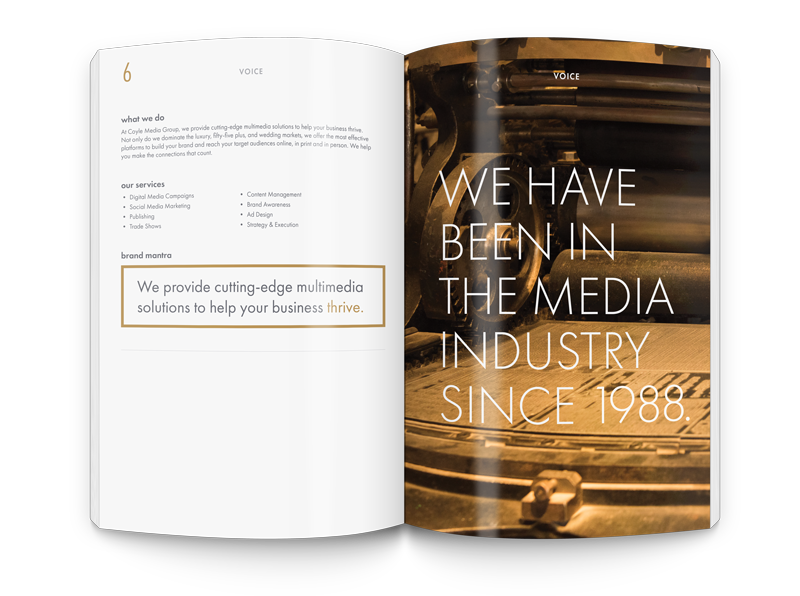 6
VOICE
what we do
At Coyle Media Group, we provide cutting-edge multimedia solutions to help your business thrive.
Not only do we dominate the luxury, fifty-five plus, and wedding markets, we offer the most effective
platforms to build your brand and reach your target audiences online, in print and in person. We help
you make the connections that count.
our services
• Digital Media Campaigns
• Social Media Marketing
• Publishing
• Trade Shows
• Content Management
• Brand Awareness
• Ad Design
• Strategy & Execution
brand mantra
We provide cutting-edge multimedia
solutions to help your business thrive.
VOICE
WE HAVE
BEEN IN
THE MEDIA
INDUSTRY
SINCE 1988.